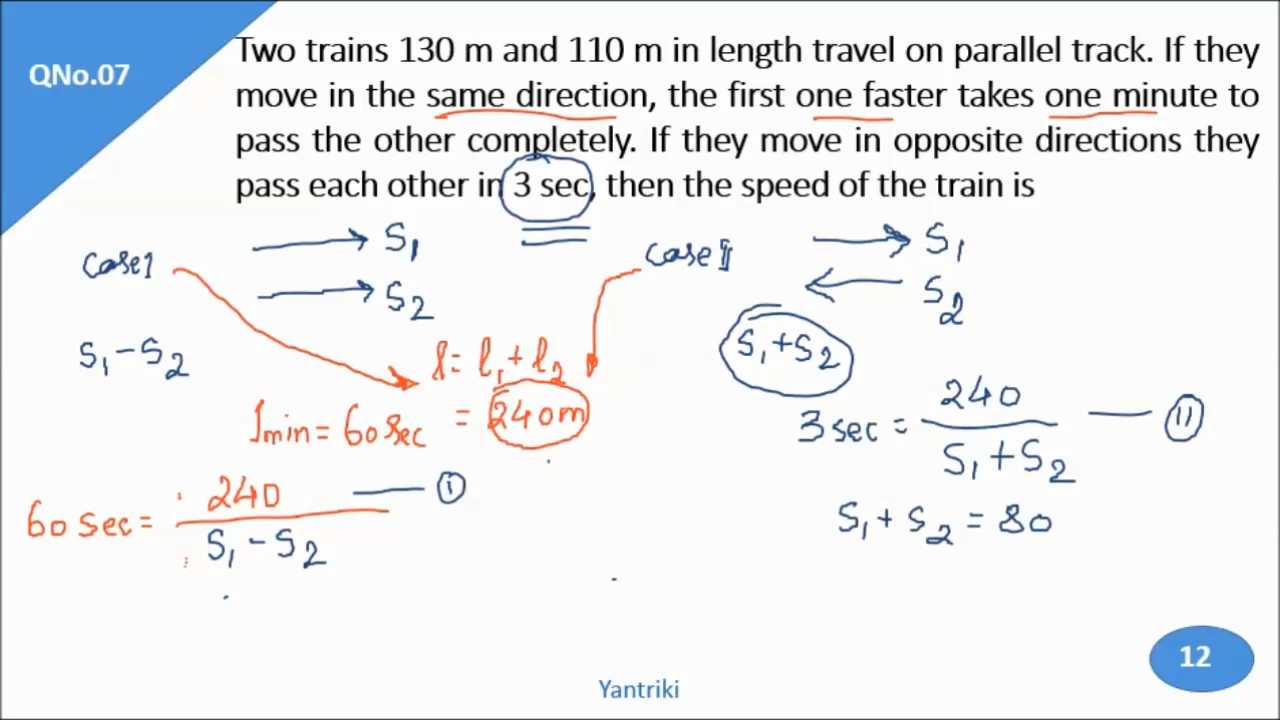 QNo.07
Two trains 130 m and 110 m in length travel on parallel track. If they
move in the same direction, the first one faster takes one minute to
pass the other completely. If they move in opposite directions they
pass each other in 3 sec, then the speed of the train is
Case I
S₁
S₂
S₁ - S₂
Case II
S₁
S₂
S₁ + S₂
l = l₁ + l₂
1 min = 60 sec = 240m
60 sec = 240 / S₁ - S₂ — (i)
3 sec = 240 / S₁ + S₂ — (II)
S₁ + S₂ = 80
12
Yantriki